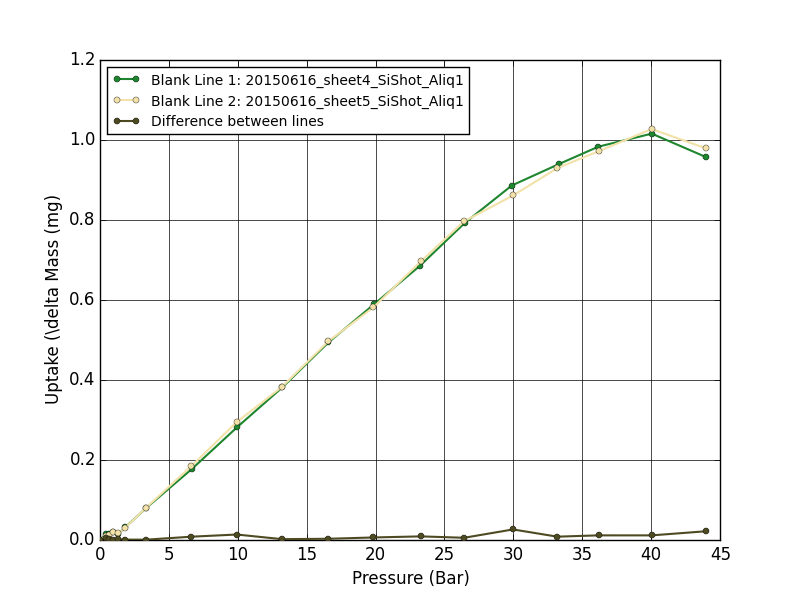 Blank Line 1: 20150616_sheet4_SiShot_Aliq1
Blank Line 2: 20150616_sheet5_SiShot_Aliq1
Difference between lines
1.2
1.0
0.8
0.6
0.4
0.2
0.0
Uptake (\delta Mass (mg)
0 5 10 15 20 25 30 35 40 45
Pressure (Bar)